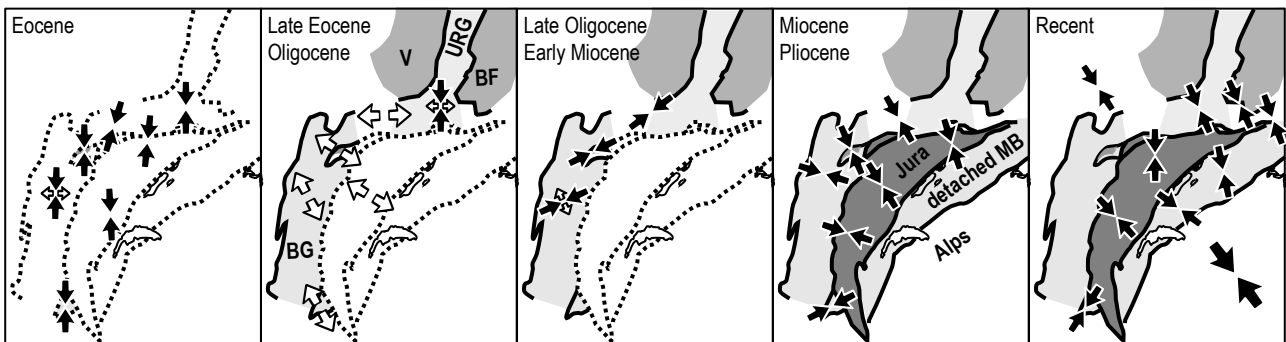 Eocene
Late Eocene
Oligocene
V
URG
BF
BG
Late Oligocene
Early Miocene
Miocene
Pliocene
Jura
detached MB
Alps
Recent